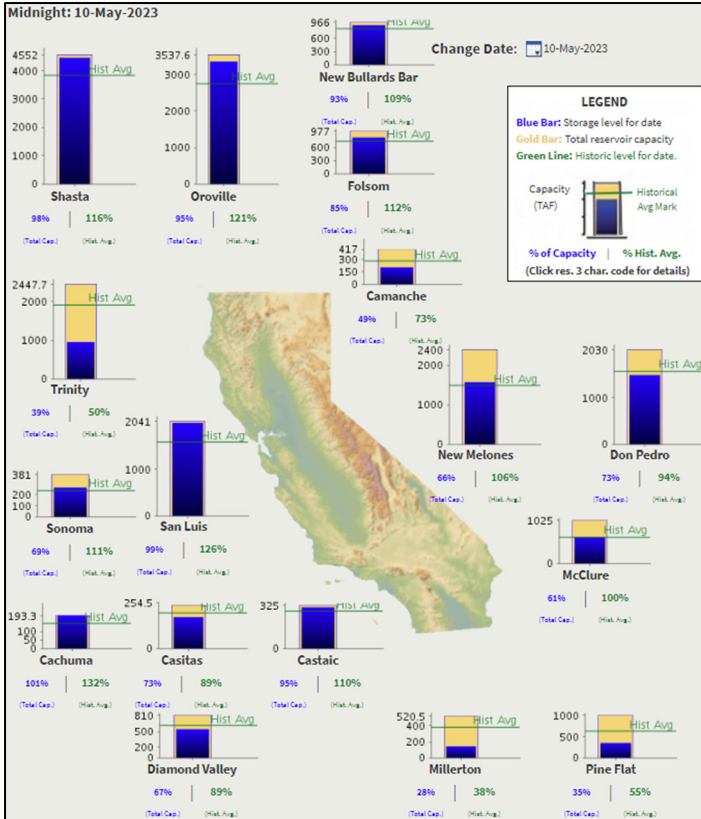 Midnight: 10-May-2023
Change Date: 10-May-2023
4552
4000
3000
2000
1000
0
Hist Avg
Shasta
98% | 116%
(Total Cap.) (Hist. Avg.)
3537.6
3000
2000
1000
0
Hist Avg
Oroville
95% | 121%
(Total Cap.) (Hist. Avg.)
966
600
300
0
Hist Avg
New Bullards Bar
93% | 109%
(Total Cap.) (Hist. Avg.)
977
600
300
0
Hist Avg
Folsom
85% | 112%
(Total Cap.) (Hist. Avg.)
LEGEND
Blue Bar: Storage level for date
Gold Bar: Total reservoir capacity
Green Line: Historic level for date.
Capacity
(TAF)
Historical
Avg Mark
% of Capacity | % Hist. Avg.
(Click res. 3 char. code for details)
417
300
150
0
Hist Avg
Camanche
49% | 73%
(Total Cap.) (Hist. Avg.)
2447.7
2000
1000
0
Hist Avg
Trinity
39% | 50%
(Total Cap.) (Hist. Avg.)
2400
1000
0
Hist Avg
New Melones
66% | 106%
(Total Cap.) (Hist. Avg.)
2030
1000
0
Hist Avg
Don Pedro
73% | 94%
(Total Cap.) (Hist. Avg.)
2041
1000
0
Hist Avg
San Luis
99% | 126%
(Total Cap.) (Hist. Avg.)
381
200
100
0
Hist Avg
Sonoma
69% | 111%
(Total Cap.) (Hist. Avg.)
1025
0
Hist Avg
McClure
61% | 100%
(Total Cap.) (Hist. Avg.)
193.3
100
50
0
Hist Avg
Cachuma
101% | 132%
(Total Cap.) (Hist. Avg.)
254.5
200
100
0
Hist Avg
Casitas
73% | 89%
(Total Cap.) (Hist. Avg.)
325
0
Hist Avg
Castaic
95% | 110%
(Total Cap.) (Hist. Avg.)
810
500
250
0
Hist Avg
Diamond Valley
67% | 89%
(Total Cap.) (Hist. Avg.)
520.5
400
200
0
Hist Avg
Millerton
28% | 38%
(Total Cap.) (Hist. Avg.)
1000
500
0
Hist Avg
Pine Flat
35% | 55%
(Total Cap.) (Hist. Avg.)